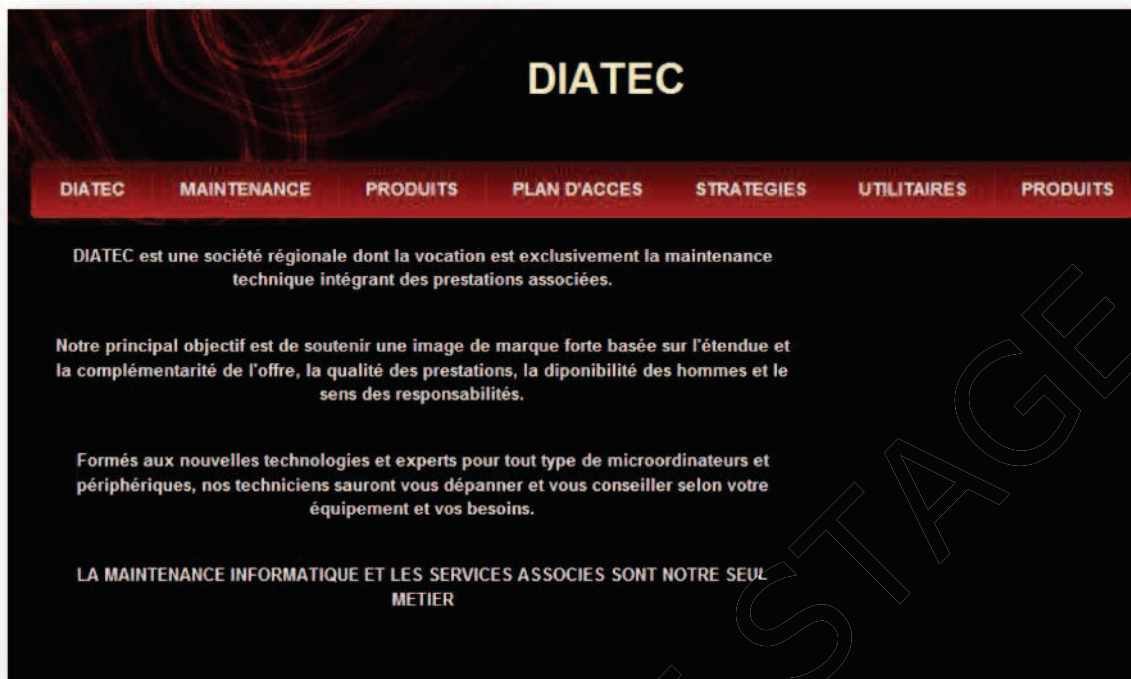 DIATEC
DIATEC MAINTENANCE PRODUITS PLAN D'ACCES STRATEGIES UTILITAIRES PRODUITS
DIATEC est une société régionale dont la vocation est exclusivement la maintenance
technique intégrant des prestations associées.
Notre principal objectif est de soutenir une image de marque forte basée sur l'étendue et
la complémentarité de l'offre, la qualité des prestations, la diponibilité des hommes et le
sens des responsabilités.
Formés aux nouvelles technologies et experts pour tout type de microordinateurs et
périphériques, nos techniciens sauront vous dépanner et vous conseiller selon votre
équipement et vos besoins.
LA MAINTENANCE INFORMATIQUE ET LES SERVICES ASSOCIES SONT NOTRE SEUL
METIER
STAGE